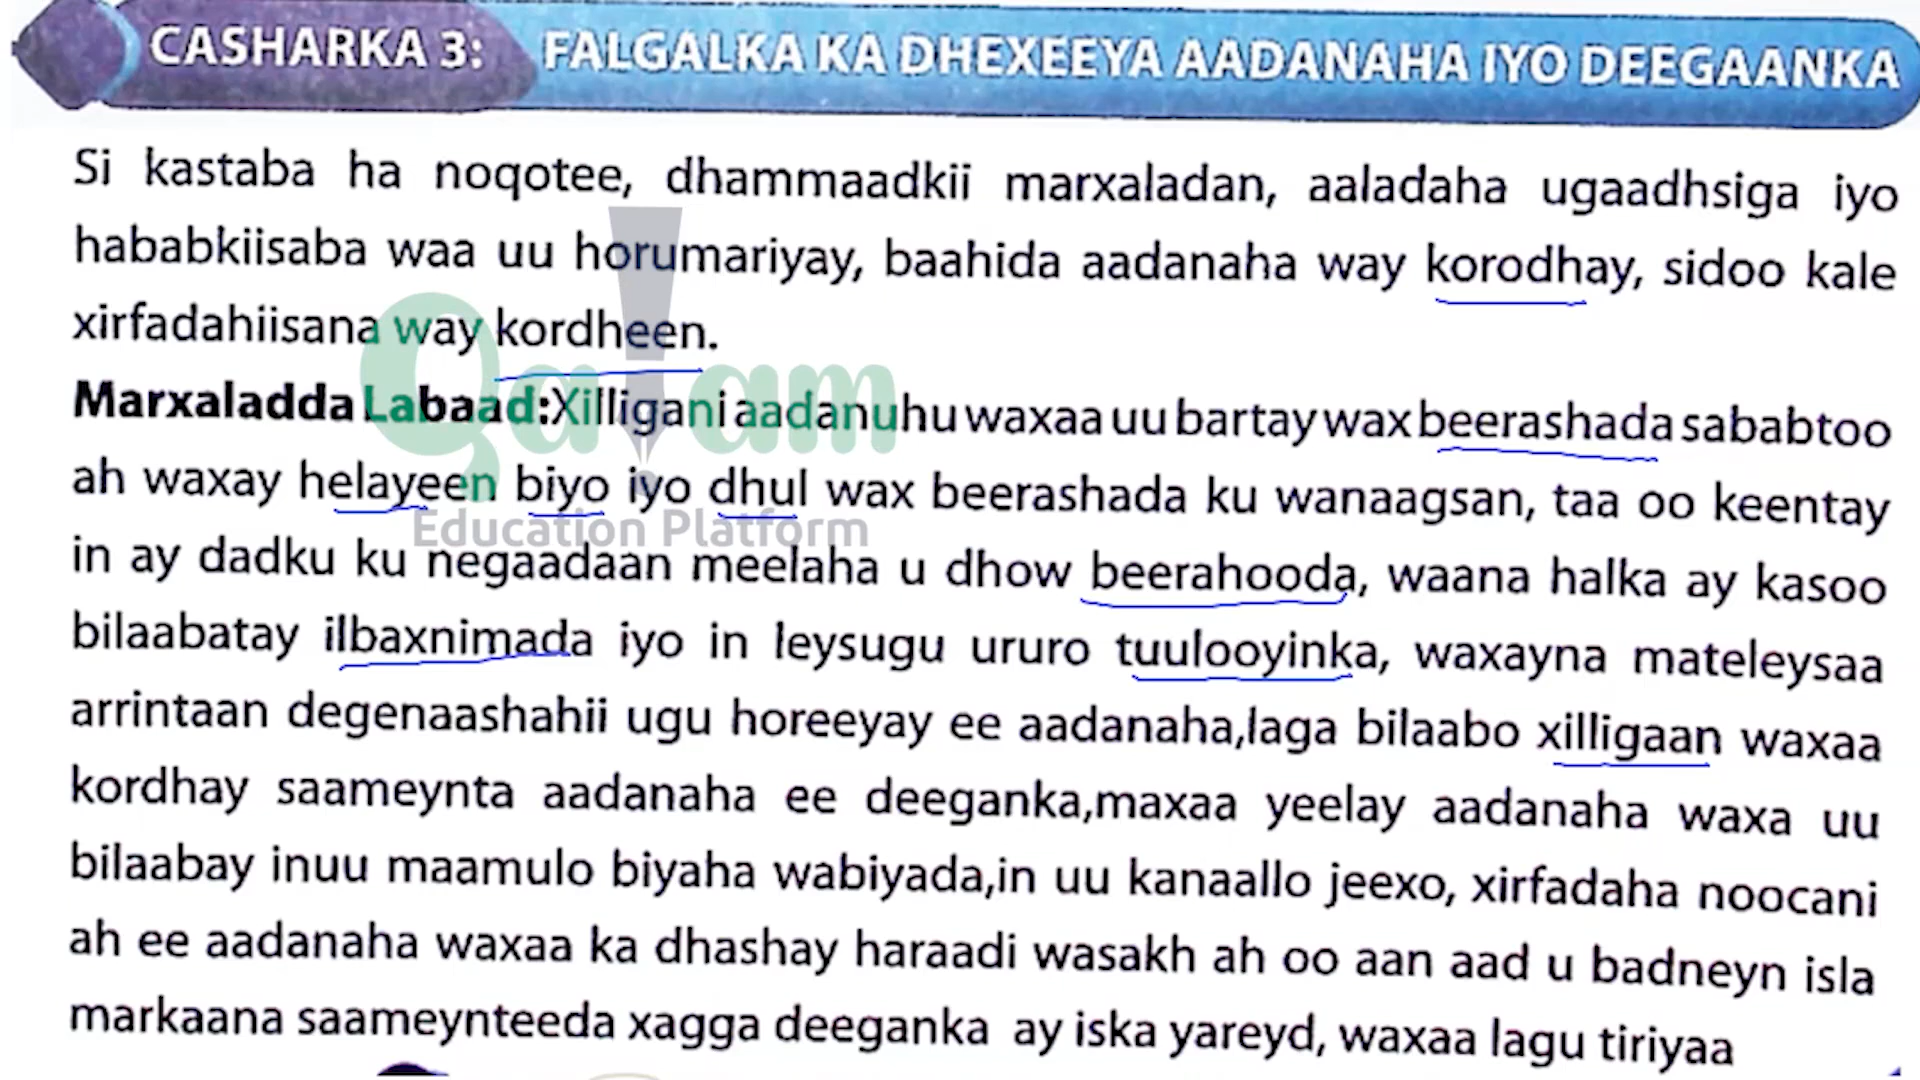 CASHARKA 3: FALGALKA KA DHEXEEYA AADANAHA IYO DEEGAANKA
Si kastaba ha noqotee, dhammaadkii marxaladan, aaladaha ugaadhsiga iyo
hababkiisaba waa uu horumariyay, baahida aadanaha way korodhay, sidoo kale
xirfadahiisana way kordheen.
Marxaladda Labaad:Xilligani aadanuhu waxaa uu bartay wax beerashada sababtoo
ah waxay helayeen biyo iyo dhul wax beerashada ku wanaagsan, taa oo keentay
in ay dadku ku negaadaan meelaha u dhow beerahooda, waana halka ay kasoo
bilaabatay ilbaxnimada iyo in leysugu ururo tuulooyinka, waxayna mateleysaa
arrintaan degenaashahii ugu horeeyay ee aadanaha,laga bilaabo xilligaan waxaa
kordhay saameynta aadanaha ee deeganka,maxaa yeelay aadanaha waxa uu
bilaabay inuu maamulo biyaha wabiyada,in uu kanaallo jeexo, xirfadaha noocani
ah ee aadanaha waxaa ka dhashay haraadi wasakh ah oo aan aad u badneyn isla
markaana saameynteeda xagga deeganka ay iska yareyd, waxaa lagu tiriyaa
Qalam
Education Platform